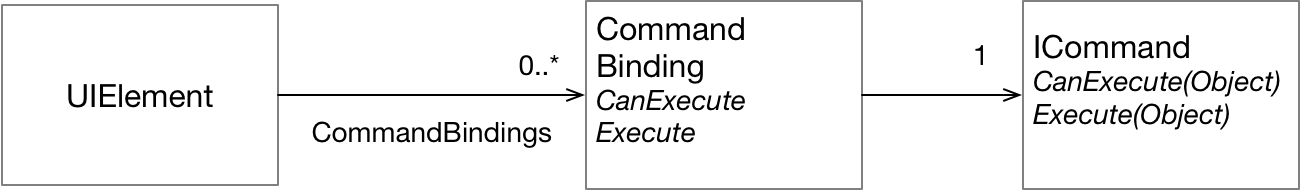 UIElement
0..*
CommandBindings
Command
Binding
CanExecute
Execute
1
ICommand
CanExecute(Object)
Execute(Object)